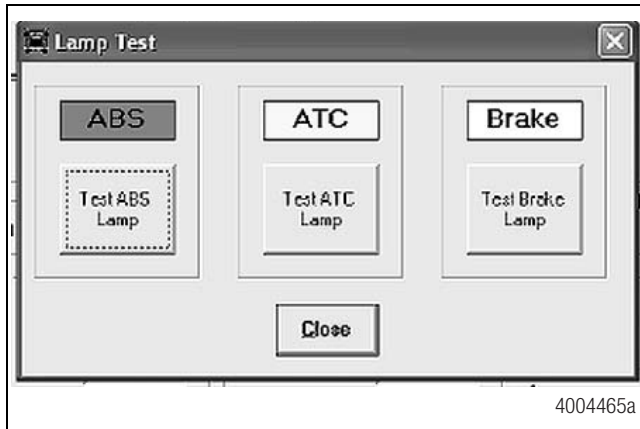 Lamp Test
ABS
ATC
Brake
Test ABS
Lamp
Test ATC
Lamp
Test Brake
Lamp
Close
4004465a